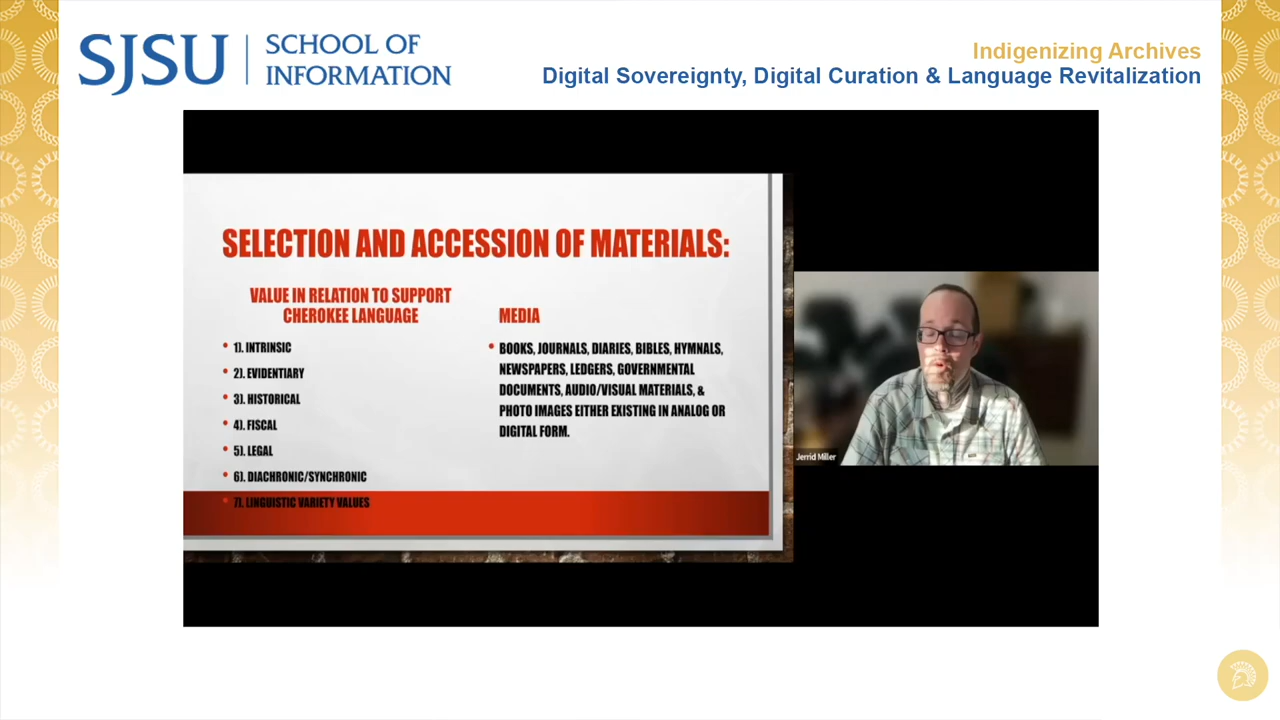 SJSU
SCHOOL OF
INFORMATION
Indigenizing Archives
Digital Sovereignty, Digital Curation & Language Revitalization
SELECTION AND ACCESSION OF MATERIALS:
VALUE IN RELATION TO SUPPORT
CHEROKEE LANGUAGE
• 1). INTRINSIC
• 2). EVIDENTIARY
• 3). HISTORICAL
• 4). FISCAL
• 5). LEGAL
• 6). DIACHRONIC/SYNCHRONIC
• 7). LINGUISTIC VARIETY VALUES
MEDIA
• BOOKS, JOURNALS, DIARIES, BIBLES, HYMNALS,
NEWSPAPERS, LEDGERS, GOVERNMENTAL
DOCUMENTS, AUDIO/VISUAL MATERIALS, &
PHOTO IMAGES EITHER EXISTING IN ANALOG OR
DIGITAL FORM.
Jerrid Miller